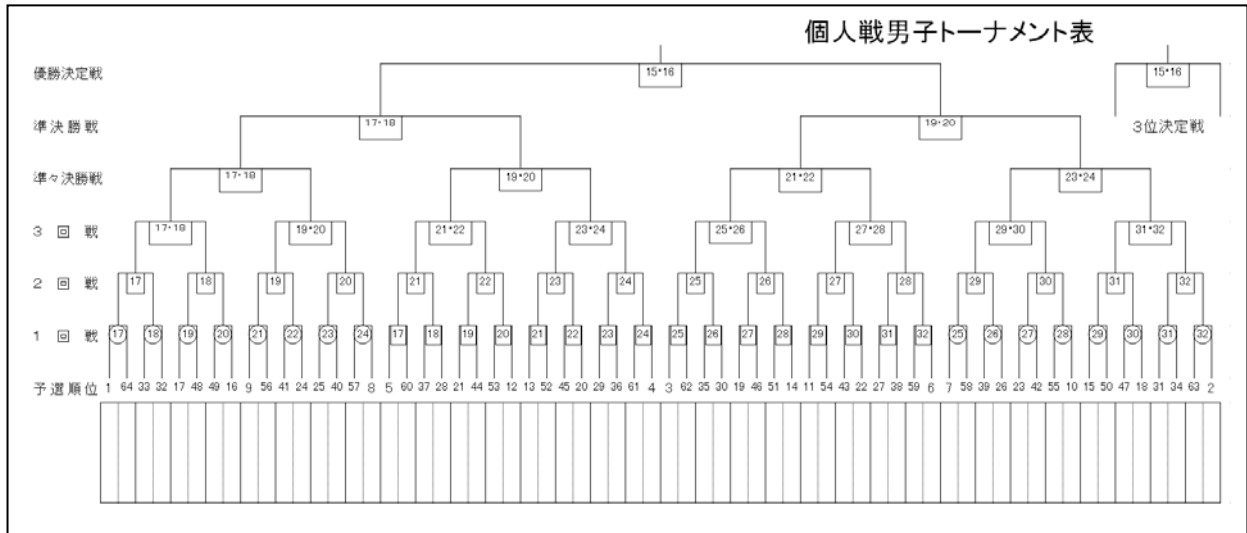 個人戦男子トーナメント表
優勝決定戦 15•16 15•16
準決勝戦 17･18 19･20 3位決定戦
準々決勝戦 17･18 19•20 21•22 23•24
3 回 戦 17･18 19•20 21•22 23•24 25•26 27•28 29•30 31•32
2 回 戦 17 18 19 20 21 22 23 24 25 26 27 28 29 30 31 32
1 回 戦 17 18 19 20 21 22 23 24 17 18 19 20 21 22 23 24 25 26 27 28 29 30 31 32 25 26 27 28 29 30 31 32
予選順位 1 64 33 32 17 48 49 16 9 56 41 24 25 40 57 8 5 60 37 28 21 44 53 12 13 52 45 20 29 36 61 4 3 62 35 30 19 46 51 14 11 54 43 22 27 38 59 6 7 58 39 26 23 42 55 10 15 50 47 18 31 34 63 2